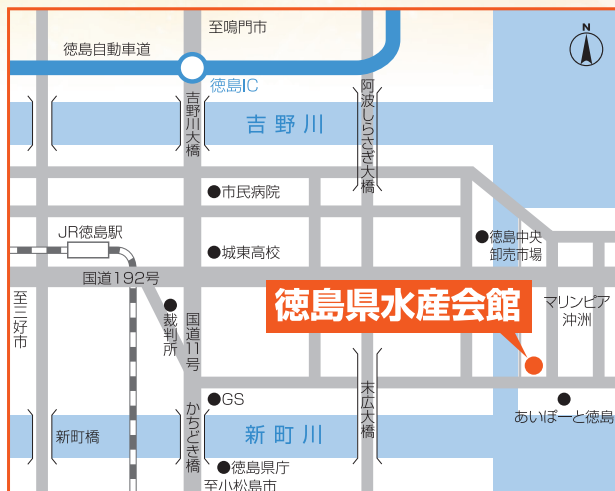 至鳴門市
N
徳島自動車道
徳島IC
吉野川大橋
吉野川
阿波しらさぎ大橋
市民病院
JR徳島駅
城東高校
徳島中央
卸売市場
国道192号
至三好市
裁判所
国道11号
徳島県水産会館
マリンピア
沖洲
GS
末広大橋
あいぽーと徳島
新町橋
かちどき橋
新町川
徳島県庁
至小松島市